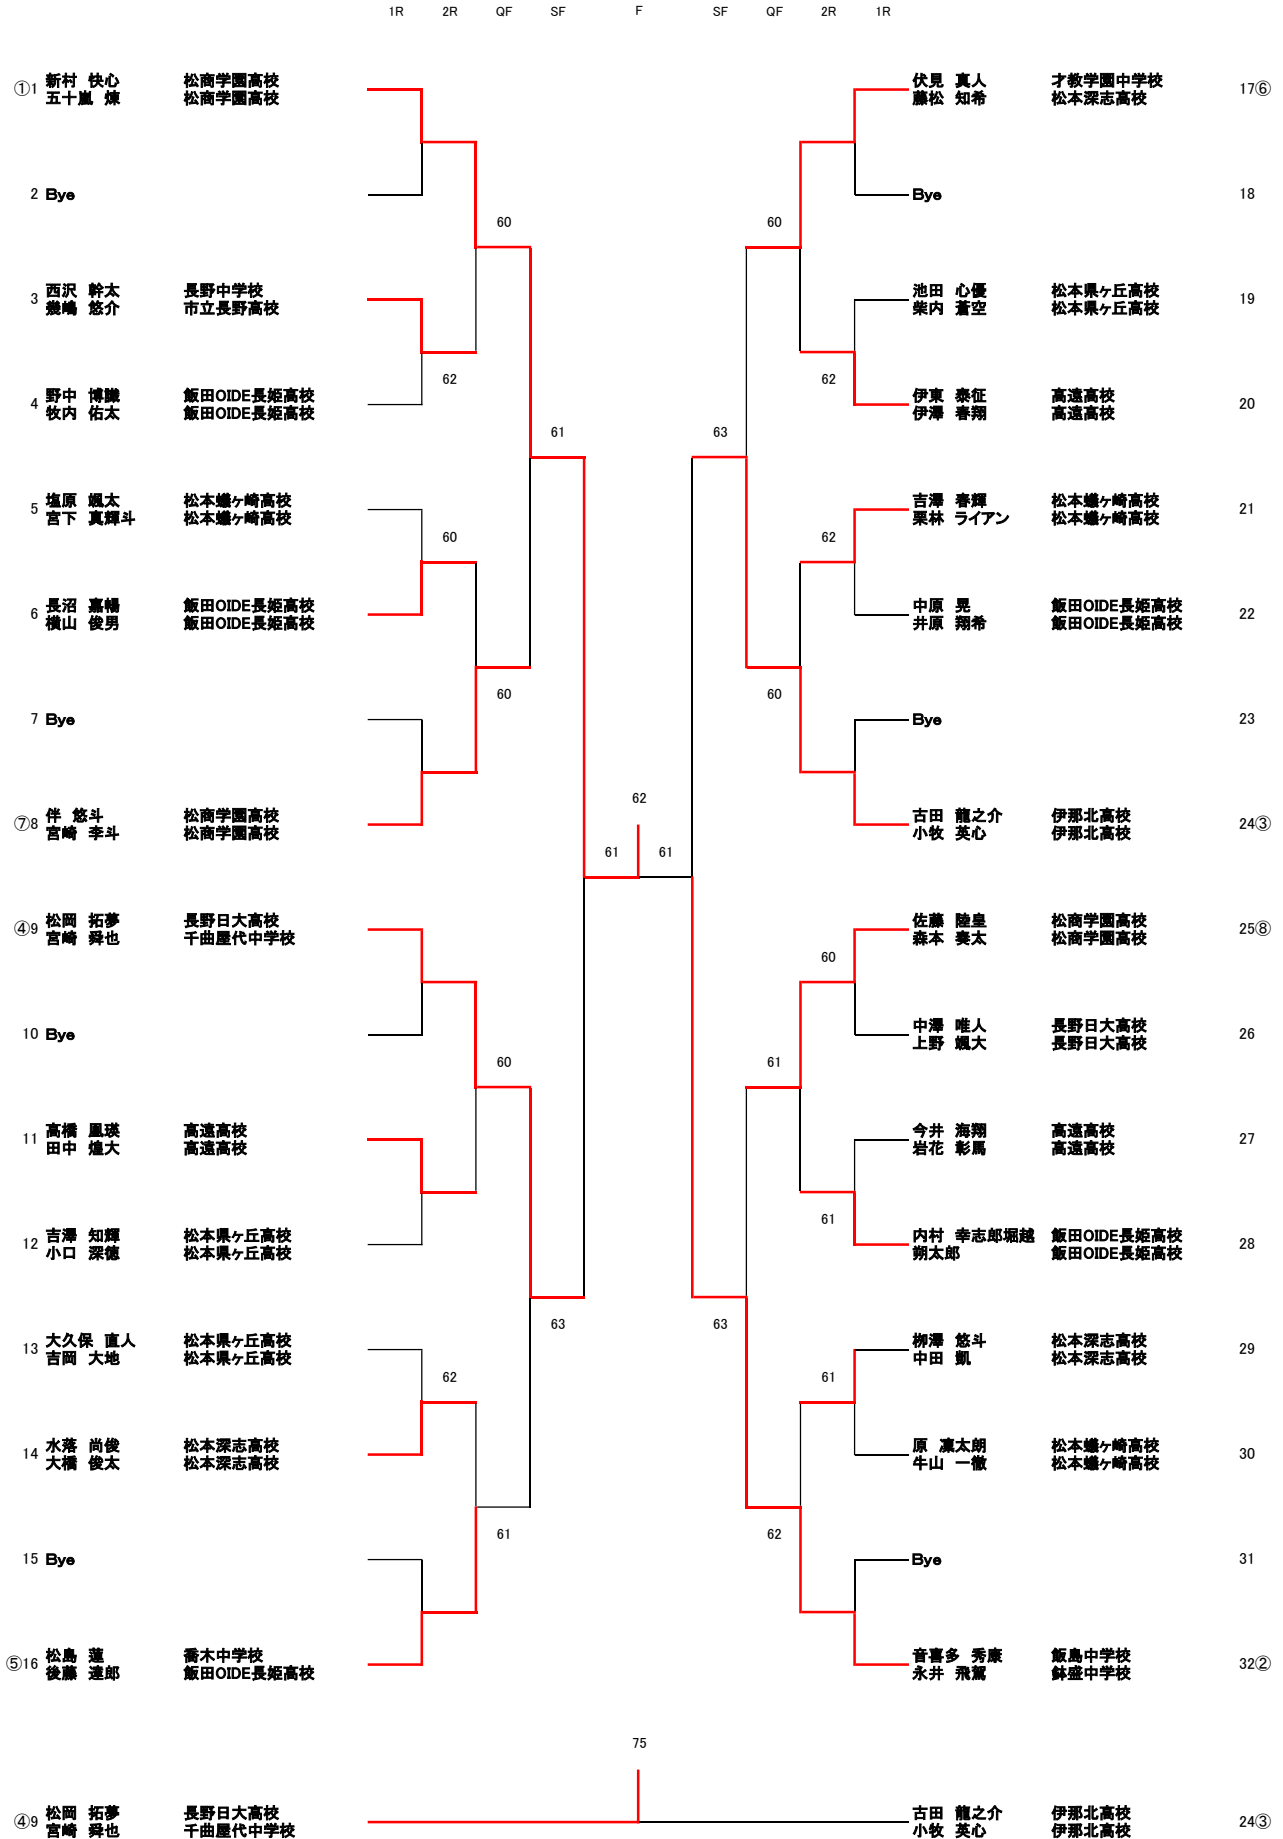 1R 2R QF SF F SF QF 2R 1R
①1 新村 快心 松商学園高校
五十嵐 煉 松商学園高校
伏見 真人 才教学園中学校 17⑥
藤松 知希 松本深志高校
2 Bye
Bye 18
60 60
3 西沢 幹太 長野中学校
幾嶋 悠介 市立長野高校
池田 心優 松本県ヶ丘高校 19
柴内 蒼空 松本県ヶ丘高校
62 62
4 野中 博識 飯田OIDE長姫高校
牧内 佑太 飯田OIDE長姫高校
伊東 泰征 高遠高校 20
伊澤 春翔 高遠高校
61 63
5 塩原 颯太 松本蟻ヶ崎高校
宮下 真輝斗 松本蟻ヶ崎高校
吉澤 春輝 松本蟻ヶ崎高校 21
栗林 ライアン 松本蟻ヶ崎高校
60 62
6 長沼 嘉暢 飯田OIDE長姫高校
横山 俊男 飯田OIDE長姫高校
中原 晃 飯田OIDE長姫高校 22
井原 翔希 飯田OIDE長姫高校
60 60
7 Bye
Bye 23
62
⑦8 伴 悠斗 松商学園高校
宮崎 李斗 松商学園高校
古田 龍之介 伊那北高校 24③
小牧 英心 伊那北高校
61 61
④9 松岡 拓夢 長野日大高校
宮崎 舜也 千曲屋代中学校
佐藤 陸皇 松商学園高校 25⑧
森本 奏太 松商学園高校
60
10 Bye
中澤 唯人 長野日大高校 26
上野 颯大 長野日大高校
60 61
11 高橋 凰瑛 高遠高校
田中 煌大 高遠高校
今井 海翔 高遠高校 27
岩花 彰馬 高遠高校
61
12 吉澤 知輝 松本県ヶ丘高校
小口 深徳 松本県ヶ丘高校
内村 幸志郎堀越 飯田OIDE長姫高校 28
朔太郎 飯田OIDE長姫高校
63 63
13 大久保 直人 松本県ヶ丘高校
吉岡 大地 松本県ヶ丘高校
柳澤 悠斗 松本深志高校 29
中田 凱 松本深志高校
62 61
14 水落 尚俊 松本深志高校
大橋 俊太 松本深志高校
原 凜太朗 松本蟻ヶ崎高校 30
牛山 一徹 松本蟻ヶ崎高校
61 62
15 Bye
Bye 31
⑤16 松島 蓮 喬木中学校
後藤 達郎 飯田OIDE長姫高校
音喜多 秀康 飯島中学校 32②
永井 飛駕 鉢盛中学校
75
④9 松岡 拓夢 長野日大高校
宮崎 舜也 千曲屋代中学校
古田 龍之介 伊那北高校 24③
小牧 英心 伊那北高校